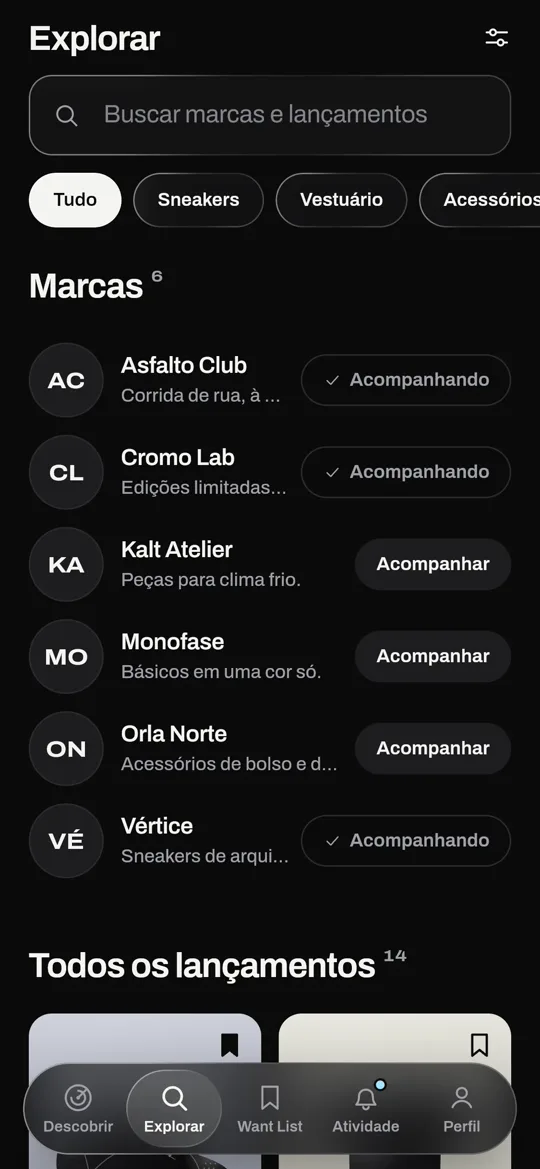 Explorar
Buscar marcas e lançamentos
Tudo
Sneakers
Vestuário
Acessórios
Marcas 6
AC
Asfalto Club
Corrida de rua, à ...
Acompanhando
CL
Cromo Lab
Edições limitadas...
Acompanhando
KA
Kalt Atelier
Peças para clima frio.
Acompanhar
MO
Monofase
Básicos em uma cor só.
Acompanhar
ON
Orla Norte
Acessórios de bolso e d...
Acompanhar
VÉ
Vértice
Sneakers de arqui...
Acompanhando
Todos os lançamentos 14
Descobrir
Explorar
Want List
Atividade
Perfil